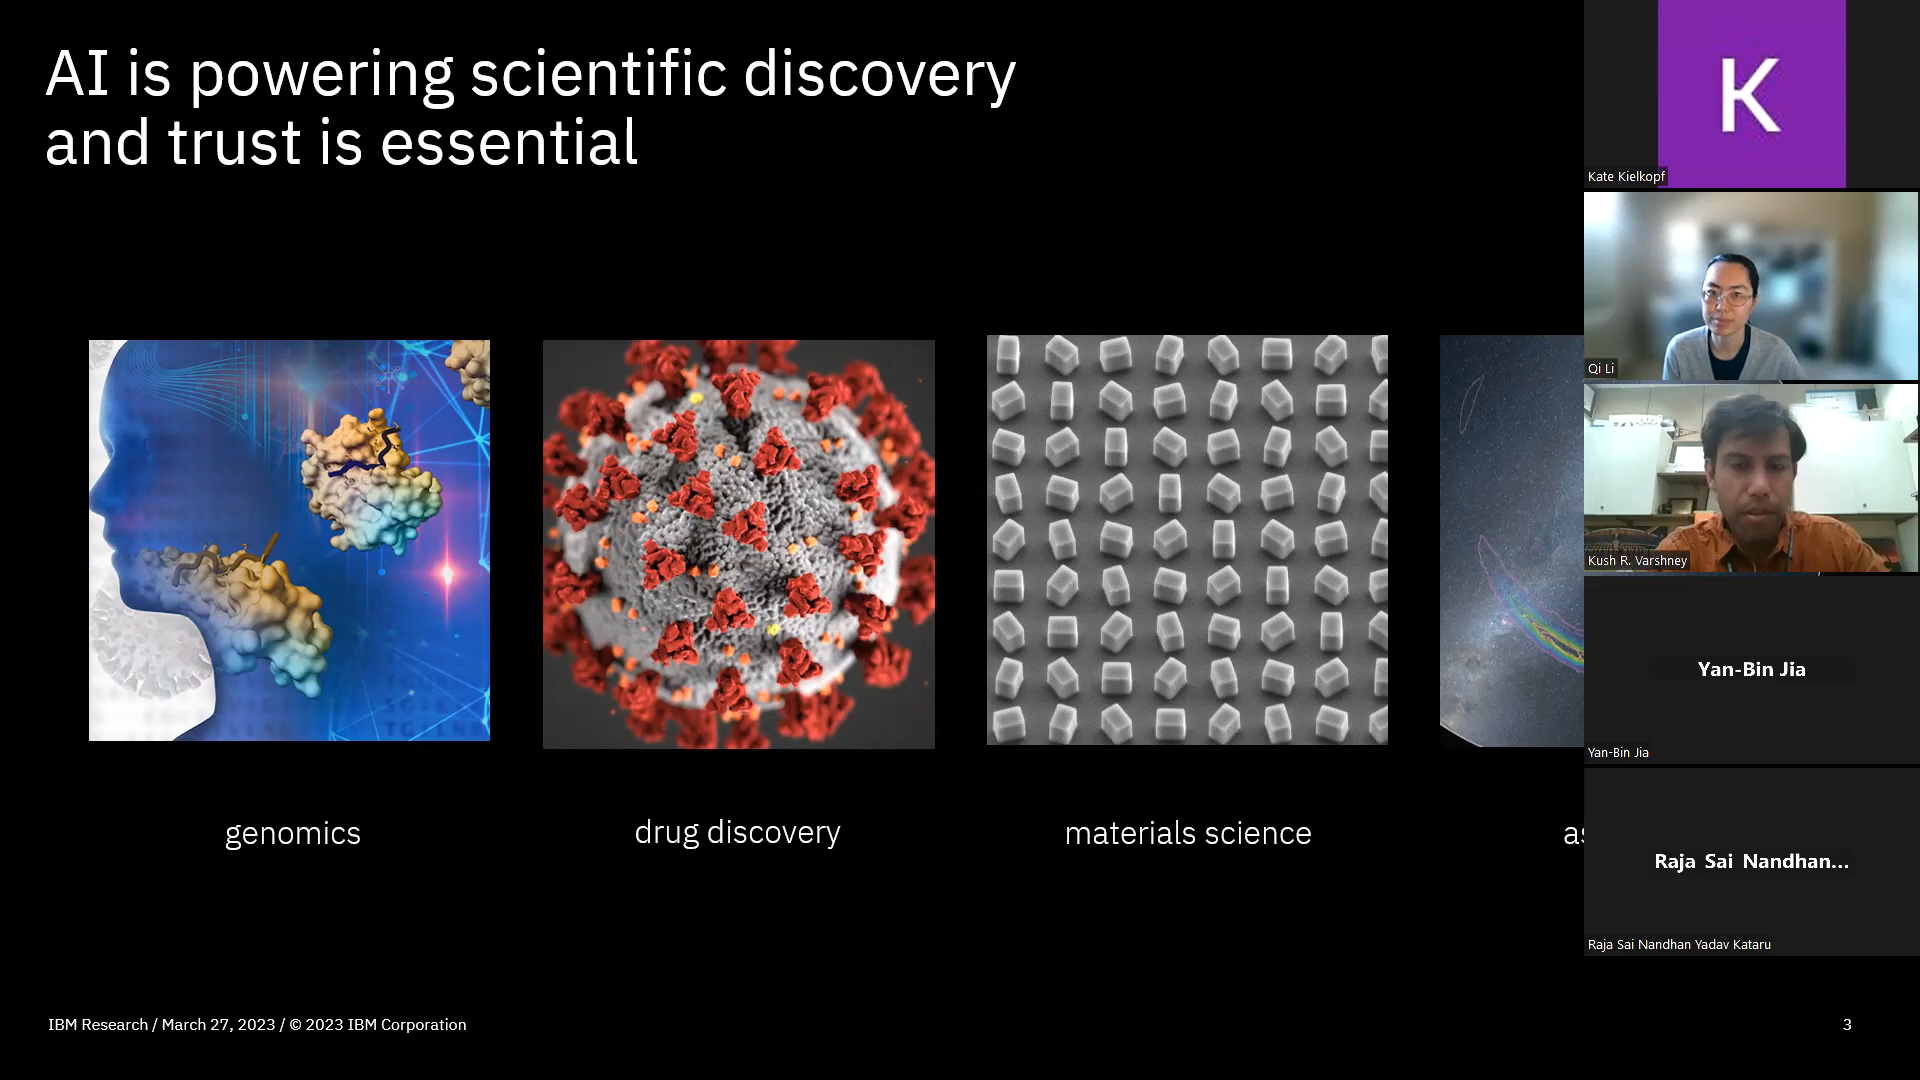 AI is powering scientific discovery
and trust is essential
genomics
drug discovery
materials science
IBM Research / March 27, 2023 / © 2023 IBM Corporation
3
K
Kate Kielkopf
Qi Li
Kush R. Varshney
Yan-Bin Jia
Yan-Bin Jia
Raja Sai Nandhan...
Raja Sai Nandhan Yadav Kataru